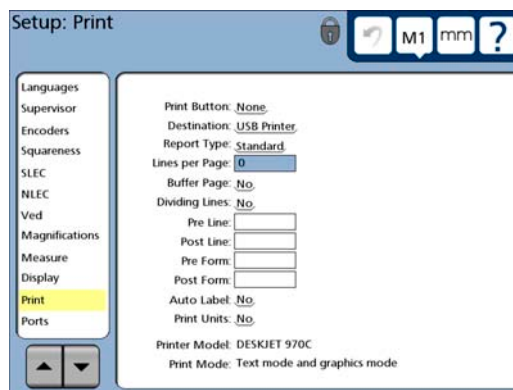 Setup: Print
M1 mm ?
Languages
Supervisor
Encoders
Squareness
SLEC
NLEC
Ved
Magnifications
Measure
Display
Print
Ports
Print Button: None
Destination: USB Printer
Report Type: Standard
Lines per Page: 0
Buffer Page: No
Dividing Lines: No
Pre Line:
Post Line:
Pre Form:
Post Form:
Auto Label: No
Print Units: No
Printer Model: DESKJET 970C
Print Mode: Text mode and graphics mode